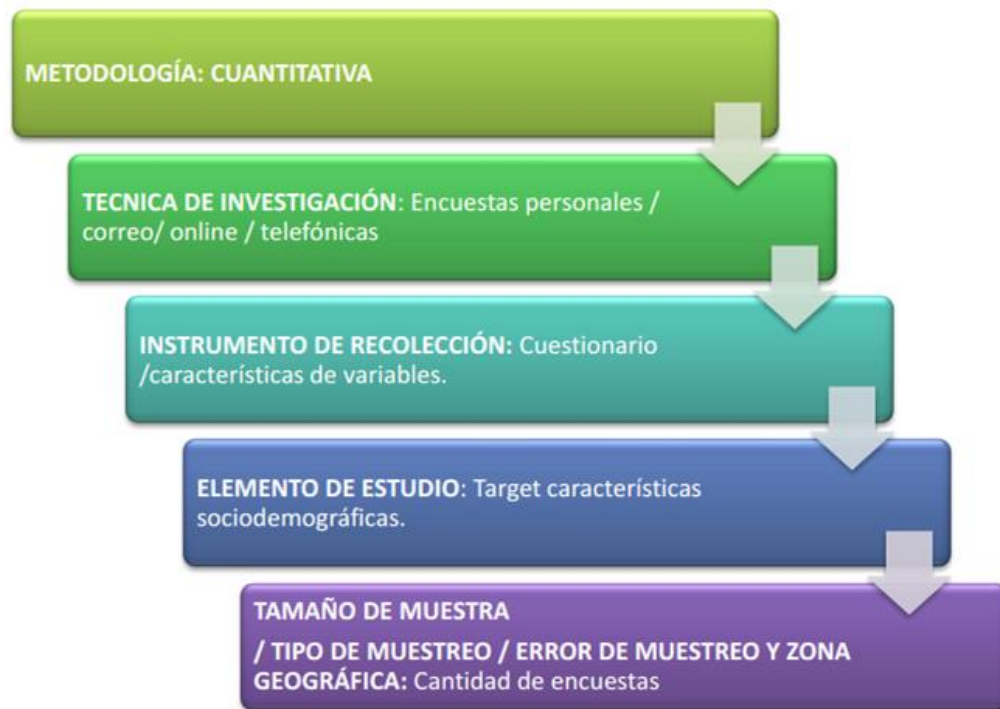 METODOLOGÍA: CUANTITATIVA
TECNICA DE INVESTIGACIÓN: Encuestas personales /
correo/ online / telefónicas
INSTRUMENTO DE RECOLECCIÓN: Cuestionario
/característícas de variables.
ELEMENTO DE ESTUDIO: Target características
sociodemográficas.
TAMAÑO DE MUESTRA
/ TIPO DE MUESTREO / ERROR DE MUESTREO Y ZONA
GEOGRÁFICA: Cantidad de encuestas